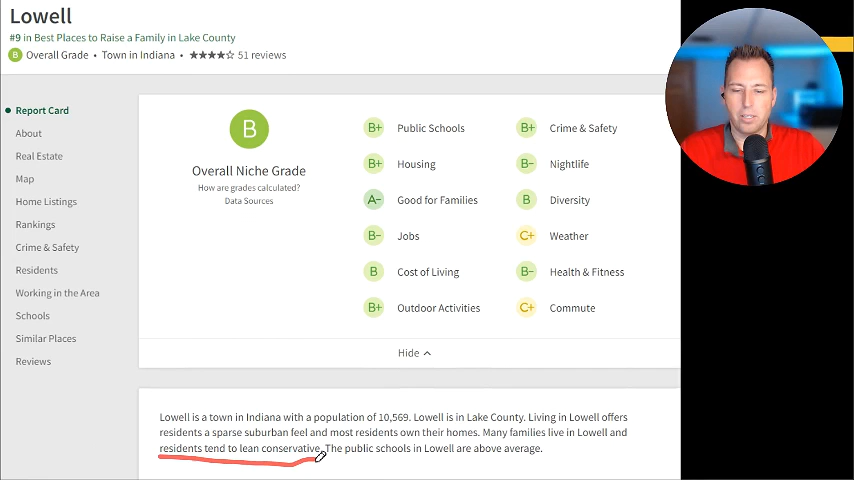 Lowell
#9 in Best Places to Raise a Family in Lake County
B Overall Grade • Town in Indiana • ★★★★☆ 51 reviews
Report Card
About
Real Estate
Map
Home Listings
Rankings
Crime & Safety
Residents
Working in the Area
Schools
Similar Places
Reviews
B
Overall Niche Grade
How are grades calculated?
Data Sources
B+ Public Schools
B+ Housing
A- Good for Families
B- Jobs
B Cost of Living
B+ Outdoor Activities
B+ Crime & Safety
B- Nightlife
B Diversity
C+ Weather
B- Health & Fitness
C+ Commute
Hide
Lowell is a town in Indiana with a population of 10,569. Lowell is in Lake County. Living in Lowell offers
residents a sparse suburban feel and most residents own their homes. Many families live in Lowell and
residents tend to lean conservative. The public schools in Lowell are above average.